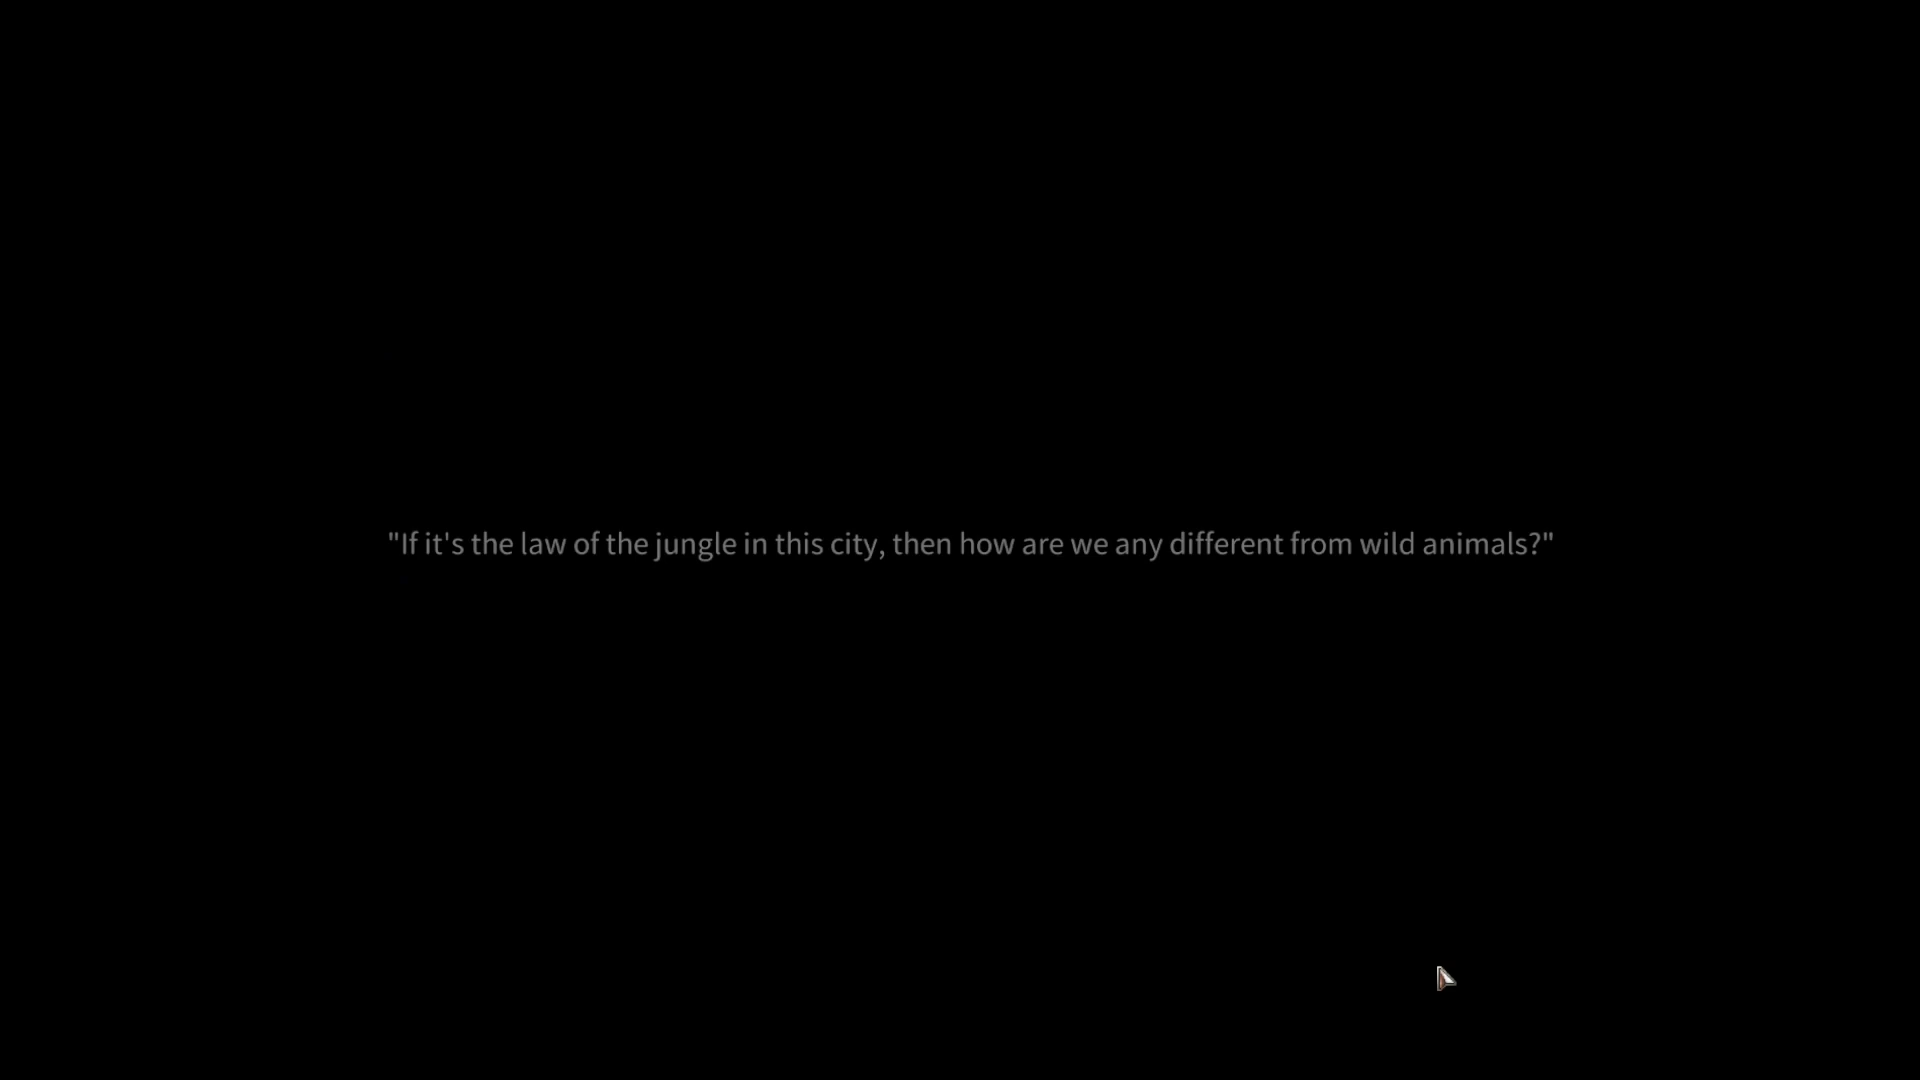 "If it's the law of the jungle in this city, then how are we any different from wild animals?"